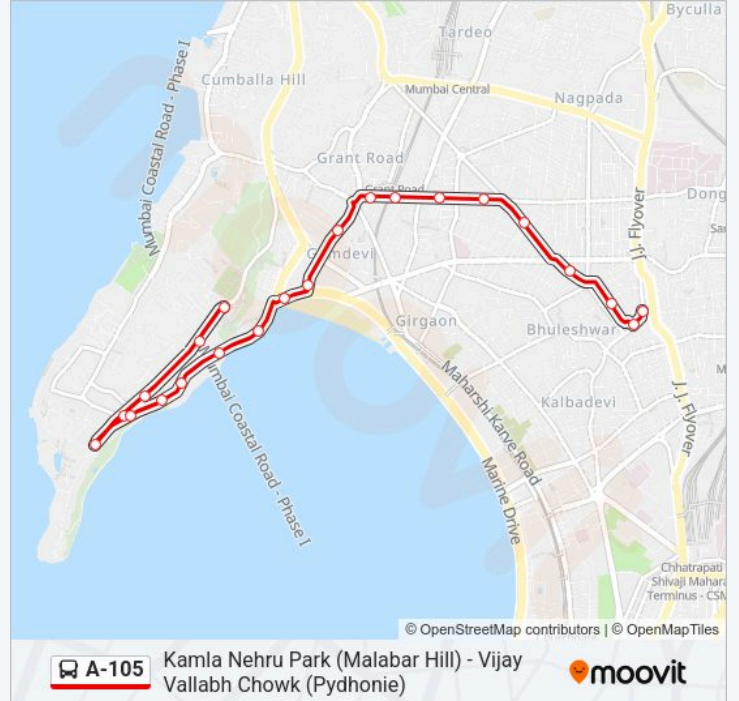 Byculla
Tardeo
Cumballa Hill
Mumbai Central
Nagpada
Mumbai Coastal Road - Phase I
Grant Road
Grant Road
Dong
J.J. Flyover
Gamdevi
Girgaon
Bhuleshwar
Mumbai Coastal Road - Phase I
Maharshi Karve Road
Kalbadevi
J.J. Flyover
Marine Drive
Chhatrapati
Shivaji Mahara
Terminus - CSM
© OpenStreetMap contributors | © OpenMapTiles
A-105
Kamla Nehru Park (Malabar Hill) - Vijay
Vallabh Chowk (Pydhonie)
moovit